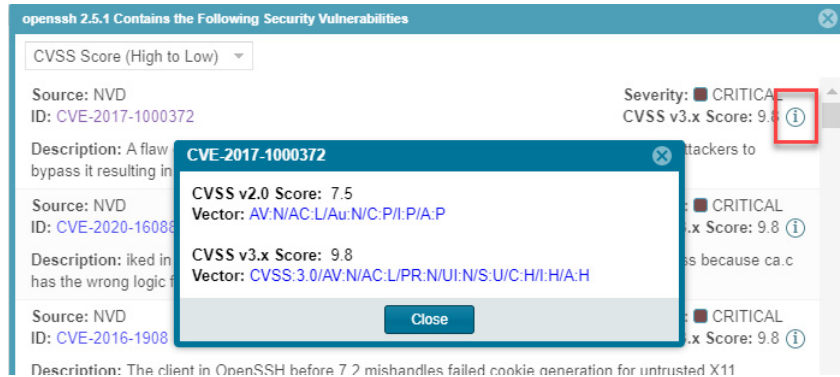 openssh 2.5.1 Contains the Following Security Vulnerabilities
CVSS Score (High to Low)
Source: NVD
Severity: CRITICAL
ID: CVE-2017-1000372
CVSS v3.x Score: 9.8
Description: A flaw
attackers to
bypass it resulting in
CVE-2017-1000372
CVSS v2.0 Score: 7.5
Vector: AV:N/AC:L/Au:N/C:P/I:P/A:P
CVSS v3.x Score: 9.8
Vector: CVSS:3.0/AV:N/AC:L/PR:N/UI:N/S:U/C:H/I:H/A:H
Close
Source: NVD
: CRITICAL
ID: CVE-2020-16088
.x Score: 9.8
Description: iked in
because ca.c
has the wrong logic
Source: NVD
: CRITICAL
ID: CVE-2016-1908
.x Score: 9.8
Description: The client in OpenSSH before 7.2 mishandles failed cookie generation for untrusted X11